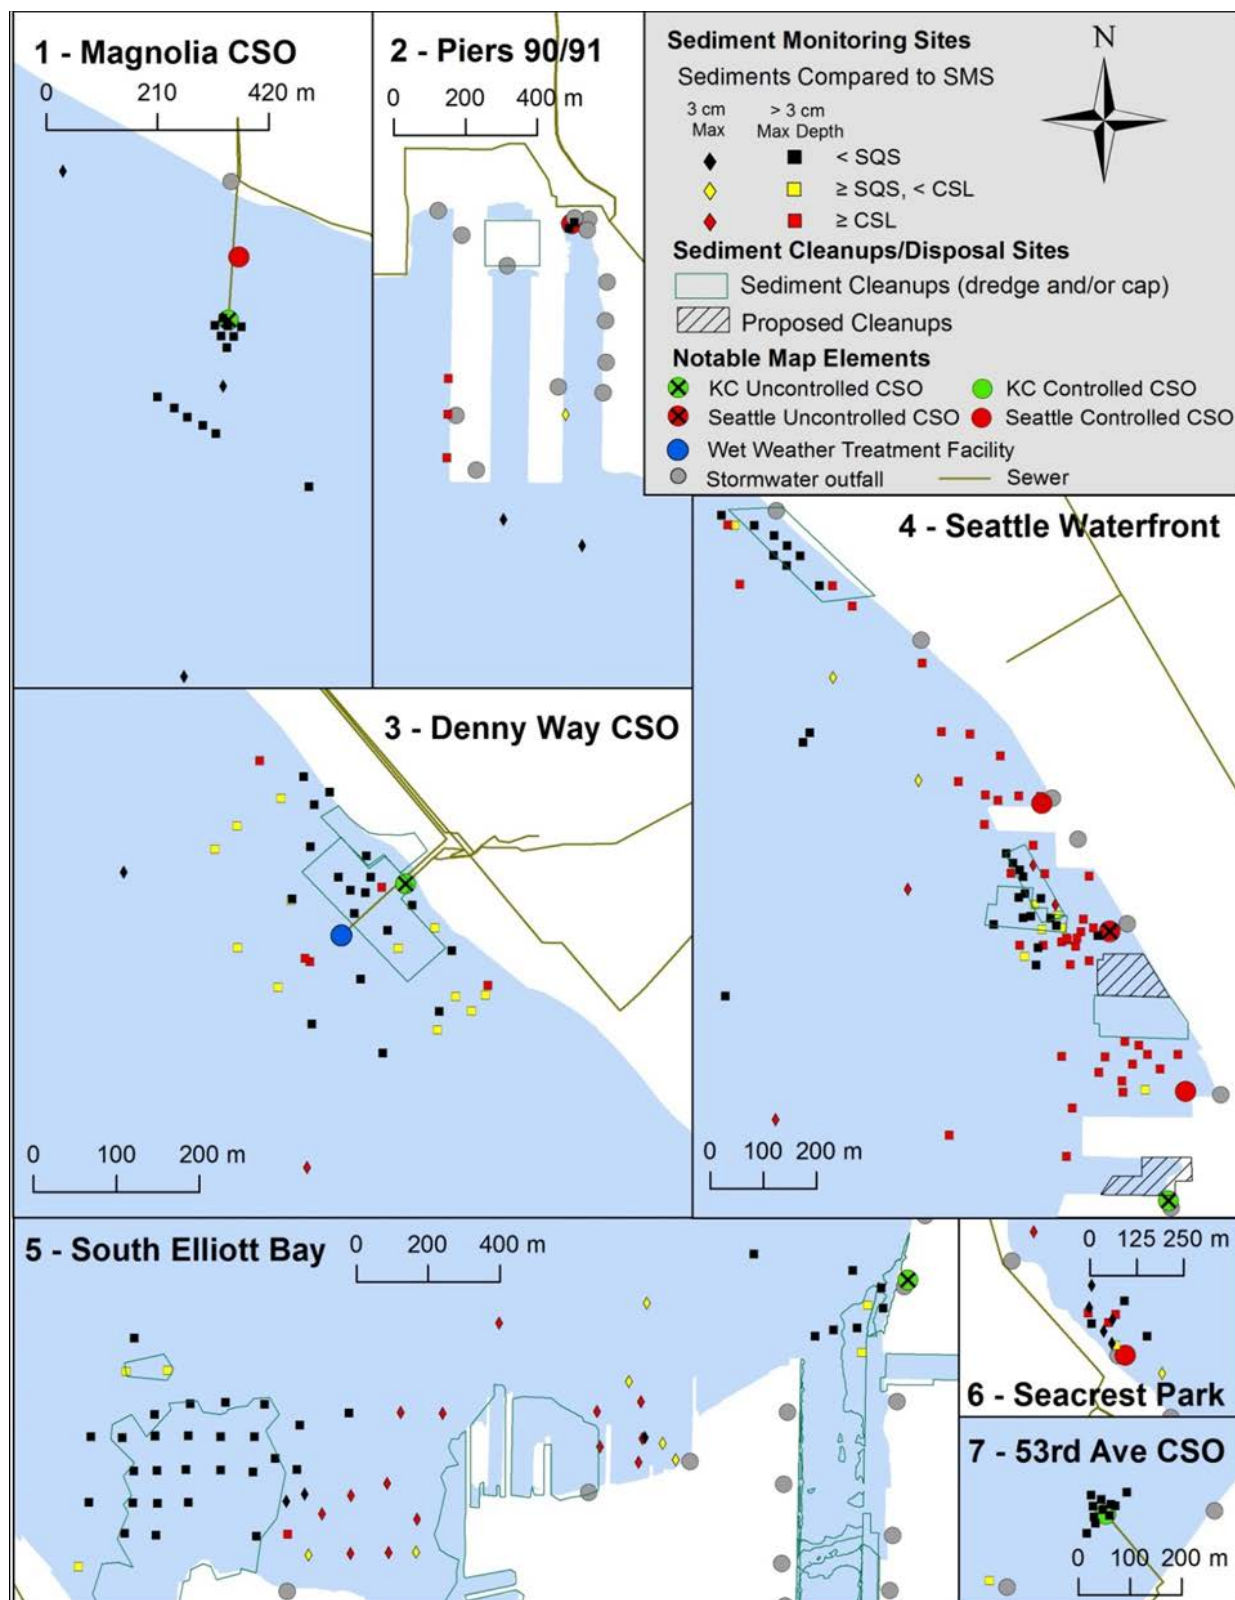 1 - Magnolia CSO
0 210 420 m
2 - Piers 90/91
0 200 400 m
Sediment Monitoring Sites
Sediments Compared to SMS
3 cm Max
> 3 cm Max Depth
< SQS
≥ SQS, < CSL
≥ CSL
Sediment Cleanups/Disposal Sites
Sediment Cleanups (dredge and/or cap)
Proposed Cleanups
Notable Map Elements
KC Uncontrolled CSO
KC Controlled CSO
Seattle Uncontrolled CSO
Seattle Controlled CSO
Wet Weather Treatment Facility
Stormwater outfall
Sewer
N
3 - Denny Way CSO
0 100 200 m
4 - Seattle Waterfront
0 100 200 m
5 - South Elliott Bay
0 200 400 m
0 125 250 m
6 - Seacrest Park
7 - 53rd Ave CSO
0 100 200 m